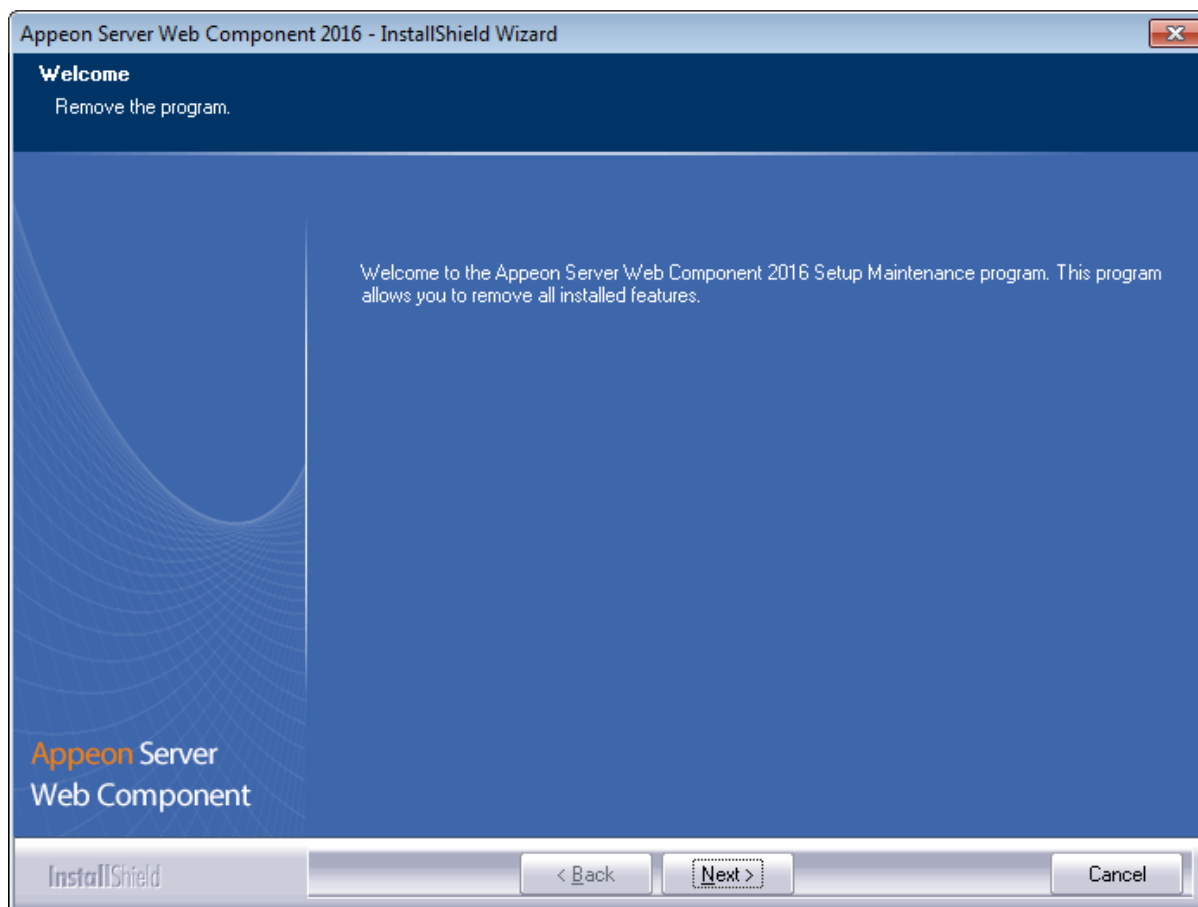 Appeon Server Web Component 2016 - InstallShield Wizard
Welcome
Remove the program.
Welcome to the Appeon Server Web Component 2016 Setup Maintenance program. This program
allows you to remove all installed features.
Appeon Server
Web Component
InstallShield
< Back
Next >
Cancel